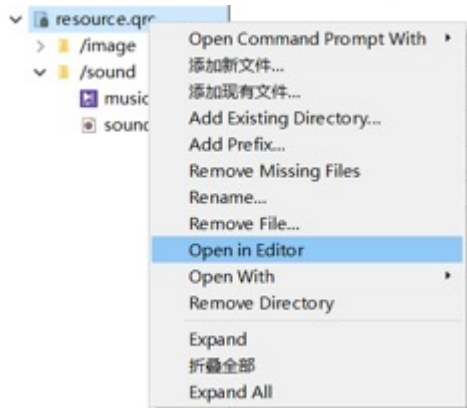 resource.qrc
/image
/sound
music
sound
Open Command Prompt With
添加新文件...
添加现有文件...
Add Existing Directory...
Add Prefix...
Remove Missing Files
Rename...
Remove File...
Open in Editor
Open With
Remove Directory
Expand
折叠全部
Expand All